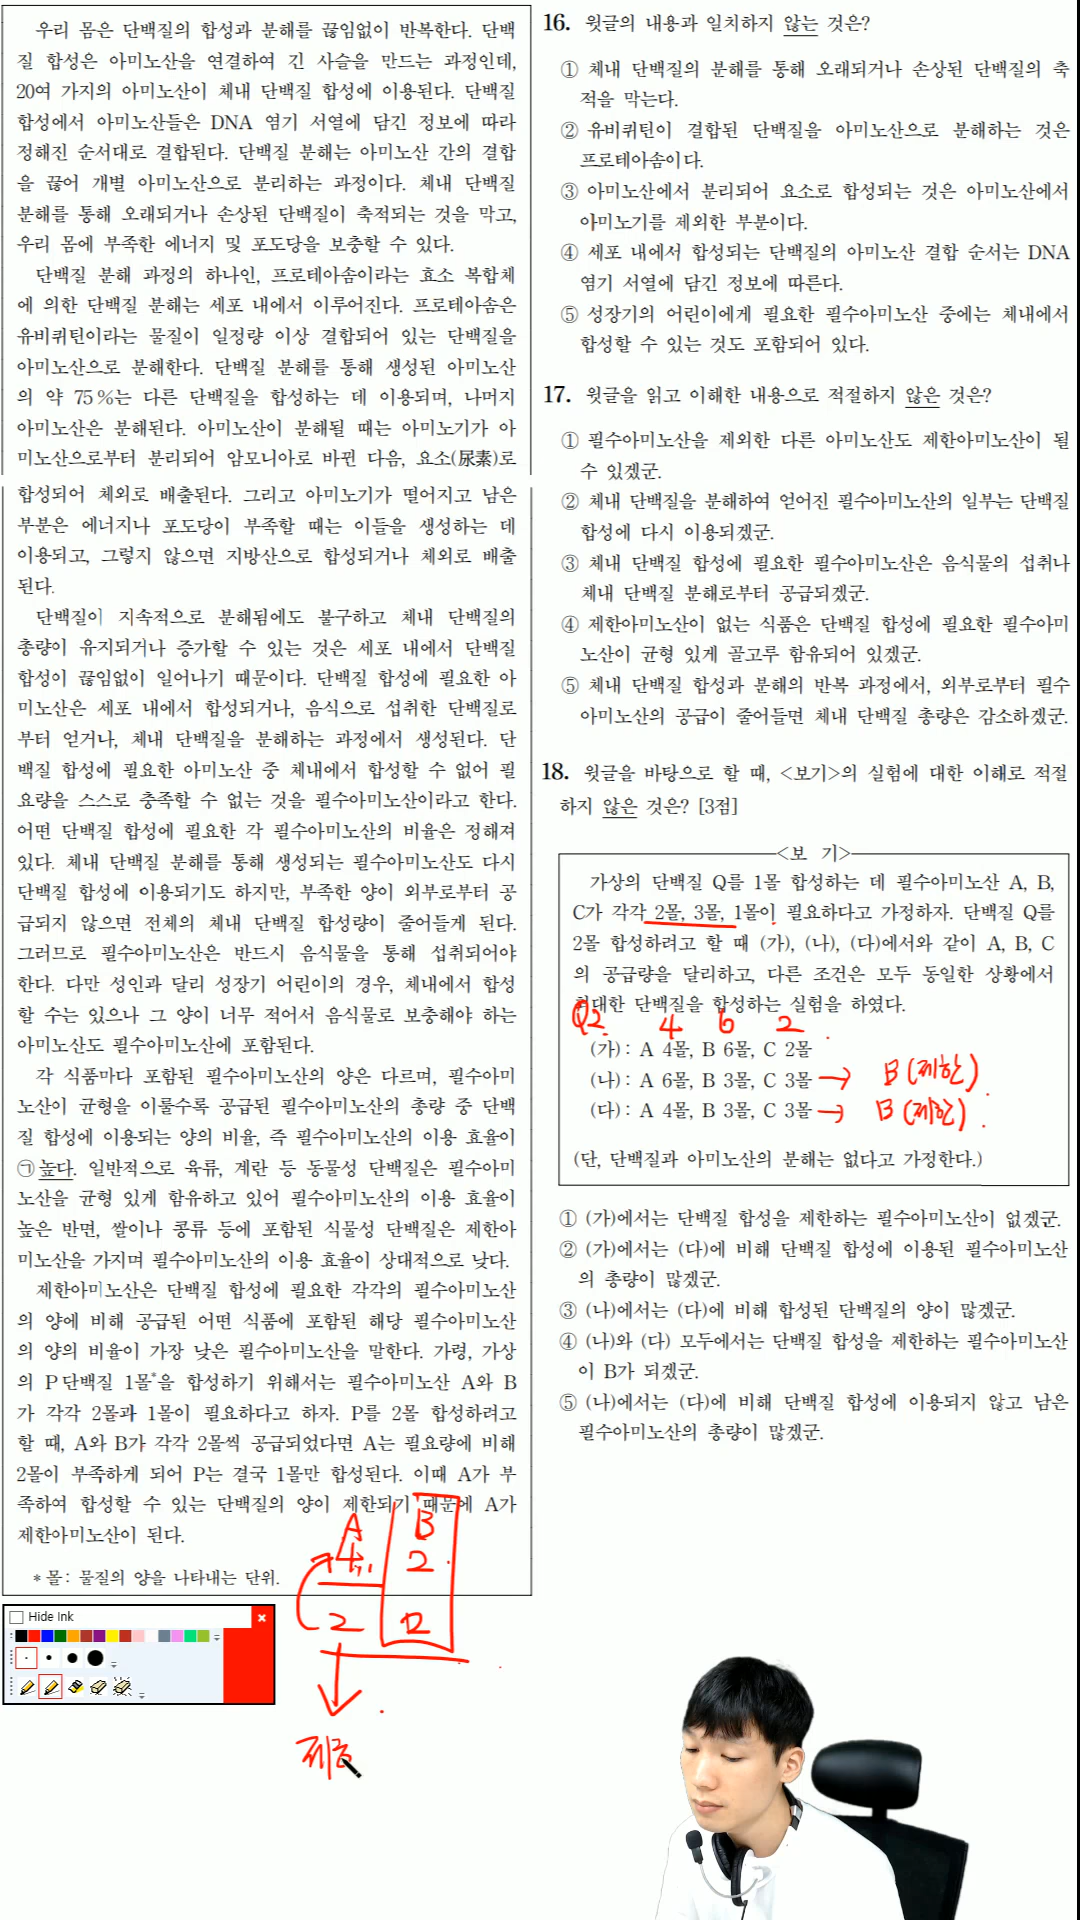 우리 몸은 단백질의 합성과 분해를 끊임없이 반복한다. 단백
질 합성은 아미노산을 연결하여 긴 사슬을 만드는 과정인데,
20여 가지의 아미노산이 체내 단백질 합성에 이용된다. 단백질
합성에서 아미노산들은 DNA 염기 서열에 담긴 정보에 따라
정해진 순서대로 결합된다. 단백질 분해는 아미노산 간의 결합
을 끊어 개별 아미노산으로 분리하는 과정이다. 체내 단백질
분해를 통해 오래되거나 손상된 단백질이 축적되는 것을 막고,
우리 몸에 부족한 에너지 및 포도당을 보충할 수 있다.
단백질 분해 과정의 하나인, 프로테아솜이라는 효소 복합체
에 의한 단백질 분해는 세포 내에서 이루어진다. 프로테아솜은
유비퀴틴이라는 물질이 일정량 이상 결합되어 있는 단백질을
아미노산으로 분해한다. 단백질 분해를 통해 생성된 아미노산
의 약 75%는 다른 단백질을 합성하는 데 이용되며, 나머지
아미노산은 분해된다. 아미노산이 분해될 때는 아미노기가 아
미노산으로부터 분리되어 암모니아로 바뀐 다음, 요소(尿素)로
합성되어 체외로 배출된다. 그리고 아미노기가 떨어지고 남은
부분은 에너지나 포도당이 부족할 때는 이들을 생성하는 데
이용되고, 그렇지 않으면 지방산으로 합성되거나 체외로 배출
된다.
단백질이 지속적으로 분해됨에도 불구하고 체내 단백질의
총량이 유지되거나 증가할 수 있는 것은 세포 내에서 단백질
합성이 끊임없이 일어나기 때문이다. 단백질 합성에 필요한 아
미노산은 세포 내에서 합성되거나, 음식으로 섭취한 단백질로
부터 얻거나, 체내 단백질을 분해하는 과정에서 생성된다. 단
백질 합성에 필요한 아미노산 중 체내에서 합성할 수 없어 필
요량을 스스로 충족할 수 없는 것을 필수아미노산이라고 한다.
어떤 단백질 합성에 필요한 각 필수아미노산의 비율은 정해져
있다. 체내 단백질 분해를 통해 생성되는 필수아미노산도 다시
단백질 합성에 이용되기도 하지만, 부족한 양이 외부로부터 공
급되지 않으면 전체의 체내 단백질 합성량이 줄어들게 된다.
그러므로 필수아미노산은 반드시 음식물을 통해 섭취되어야
한다. 다만 성인과 달리 성장기 어린이의 경우, 체내에서 합성
할 수는 있으나 그 양이 너무 적어서 음식물로 보충해야 하는
아미노산도 필수아미노산에 포함된다.
각 식품마다 포함된 필수아미노산의 양은 다르며, 필수아미
노산이 균형을 이룰수록 공급된 필수아미노산의 총량 중 단백
질 합성에 이용되는 양의 비율, 즉 필수아미노산의 이용 효율이
㉠높다. 일반적으로 육류, 계란 등 동물성 단백질은 필수아미
노산을 균형 있게 함유하고 있어 필수아미노산의 이용 효율이
높은 반면, 쌀이나 콩류 등에 포함된 식물성 단백질은 제한아
미노산을 가지며 필수아미노산의 이용 효율이 상대적으로 낮다.
제한아미노산은 단백질 합성에 필요한 각각의 필수아미노산
의 양에 비해 공급된 어떤 식품에 포함된 해당 필수아미노산
의 양의 비율이 가장 낮은 필수아미노산을 말한다. 가령, 가상
의 P단백질 1몰*을 합성하기 위해서는 필수아미노산 A와 B
가 각각 2몰과 1몰이 필요하다고 하자. P를 2몰 합성하려고
할 때, A와 B가 각각 2몰씩 공급되었다면 A는 필요량에 비해
2몰이 부족하게 되어 P는 결국 1몰만 합성된다. 이때 A가 부
족하여 합성할 수 있는 단백질의 양이 제한되기 때문에 A가
제한아미노산이 된다.
* 몰: 물질의 양을 나타내는 단위.
A B
4 2
2 2
Hide Ink
16. 윗글의 내용과 일치하지 않는 것은?
① 체내 단백질의 분해를 통해 오래되거나 손상된 단백질의 축
적을 막는다.
② 유비퀴틴이 결합된 단백질을 아미노산으로 분해하는 것은
프로테아솜이다.
③ 아미노산에서 분리되어 요소로 합성되는 것은 아미노산에서
아미노기를 제외한 부분이다.
④ 세포 내에서 합성되는 단백질의 아미노산 결합 순서는 DNA
염기 서열에 담긴 정보에 따른다.
⑤ 성장기의 어린이에게 필요한 필수아미노산 중에는 체내에서
합성할 수 있는 것도 포함되어 있다.
17. 윗글을 읽고 이해한 내용으로 적절하지 않은 것은?
① 필수아미노산을 제외한 다른 아미노산도 제한아미노산이 될
수 있겠군.
② 체내 단백질을 분해하여 얻어진 필수아미노산의 일부는 단백질
합성에 다시 이용되겠군.
③ 체내 단백질 합성에 필요한 필수아미노산은 음식물의 섭취나
체내 단백질 분해로부터 공급되겠군.
④ 제한아미노산이 없는 식품은 단백질 합성에 필요한 필수아미
노산이 균형 있게 골고루 함유되어 있겠군.
⑤ 체내 단백질 합성과 분해의 반복 과정에서, 외부로부터 필수
아미노산의 공급이 줄어들면 체내 단백질 총량은 감소하겠군.
18. 윗글을 바탕으로 할 때, <보기>의 실험에 대한 이해로 적절
하지 않은 것은? [3점]
<보 기>
가상의 단백질 Q를 1몰 합성하는 데 필수아미노산 A, B,
C가 각각 2몰, 3몰, 1몰이 필요하다고 가정하자. 단백질 Q를
2몰 합성하려고 할 때 (가), (나), (다)에서와 같이 A, B, C
의 공급량을 달리하고, 다른 조건은 모두 동일한 상황에서
최대한 단백질을 합성하는 실험을 하였다.
Q2 4 6 2
(가): A 4몰, B 6몰, C 2몰
(나): A 6몰, B 3몰, C 3몰 → B (제한)
(다): A 4몰, B 3몰, C 3몰 → B (제한)
(단, 단백질과 아미노산의 분해는 없다고 가정한다.)
① (가)에서는 단백질 합성을 제한하는 필수아미노산이 없겠군.
② (가)에서는 (다)에 비해 단백질 합성에 이용된 필수아미노산
의 총량이 많겠군.
③ (나)에서는 (다)에 비해 합성된 단백질의 양이 많겠군.
④ (나)와 (다) 모두에서는 단백질 합성을 제한하는 필수아미노산
이 B가 되겠군.
⑤ (나)에서는 (다)에 비해 단백질 합성에 이용되지 않고 남은
필수아미노산의 총량이 많겠군.